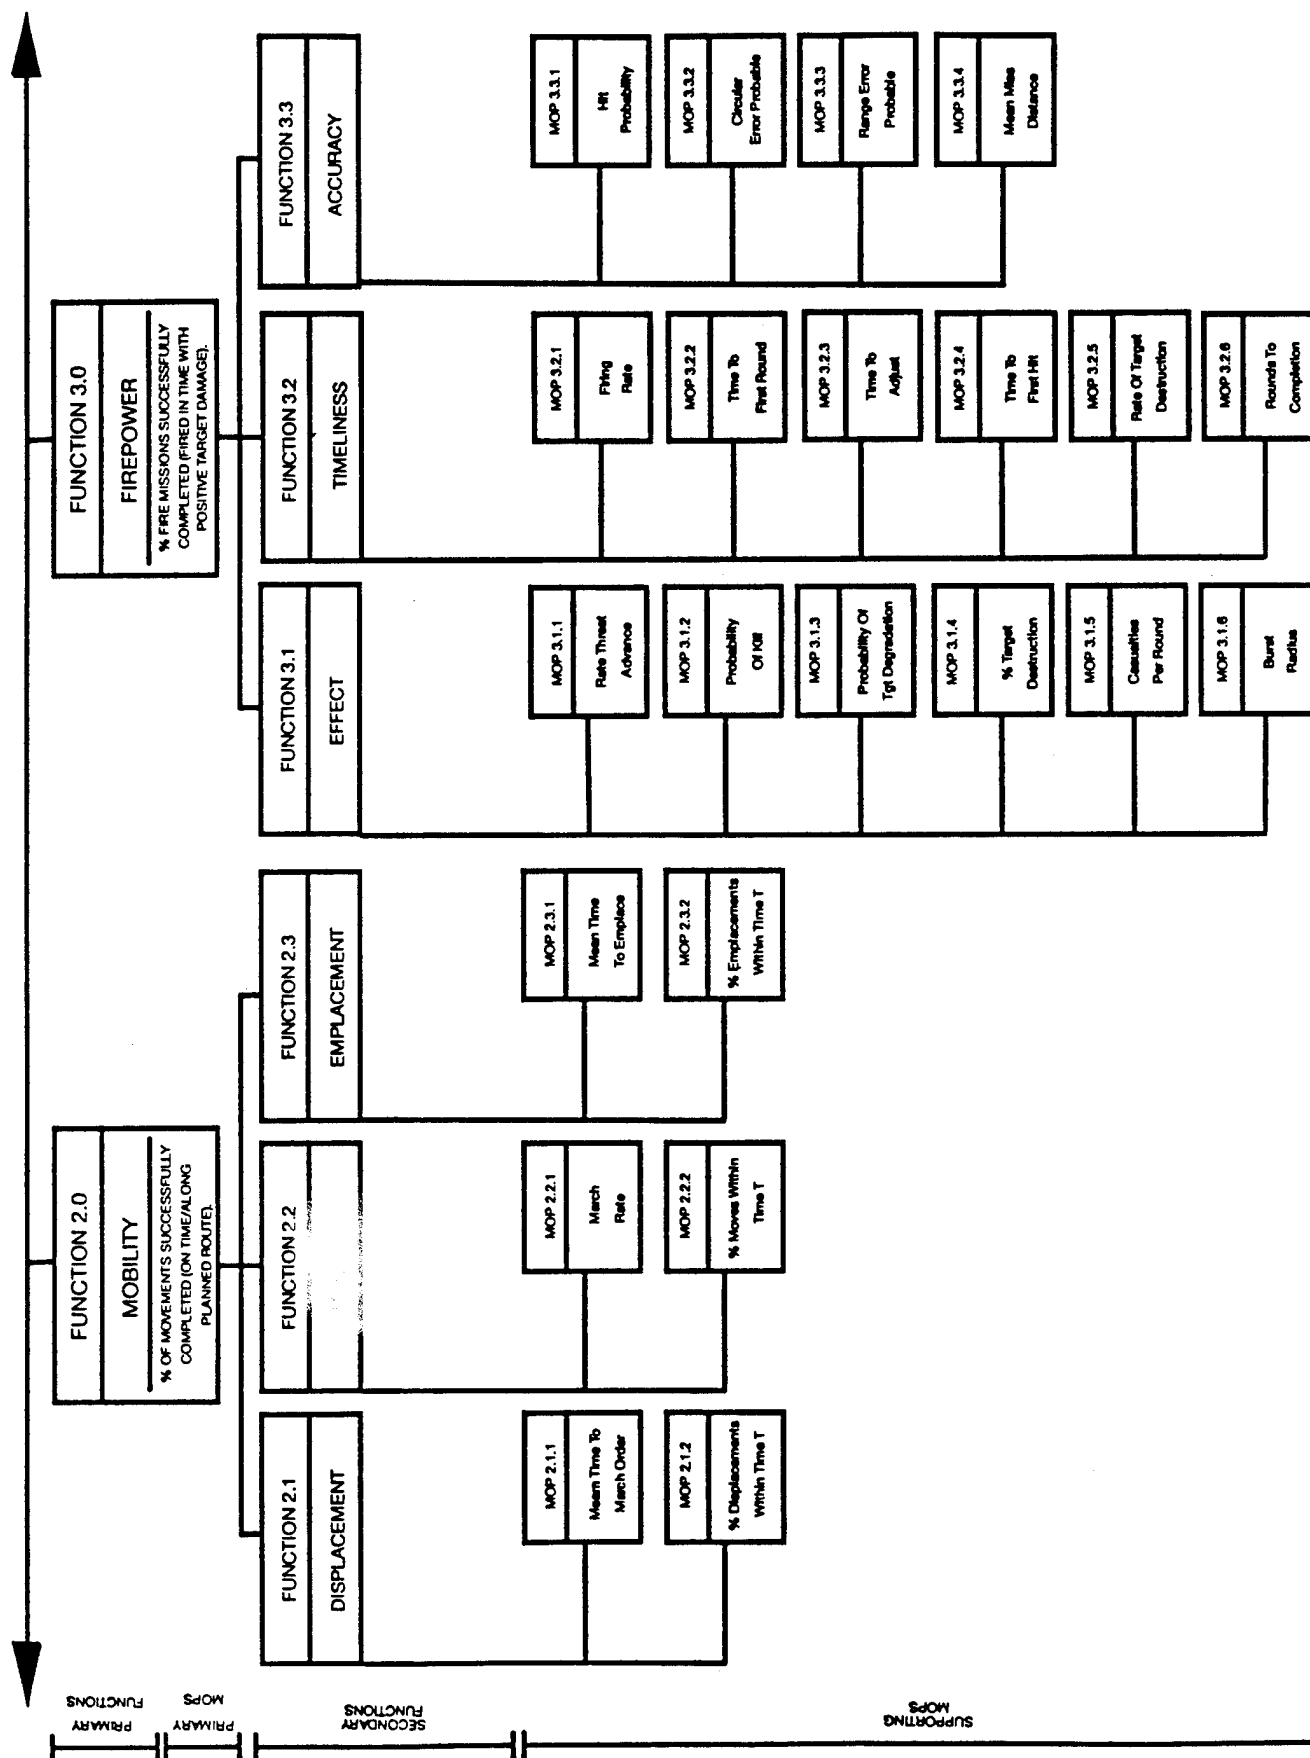 PRIMARY
FUNCTIONS
PRIMARY
MOPS
SECONDARY
FUNCTIONS
SUPPORTING
MOPS
FUNCTION 2.0
MOBILITY
% OF MOVEMENTS SUCCESSFULLY
COMPLETED (ON TIME/ALONG
PLANNED ROUTE).
FUNCTION 2.1
DISPLACEMENT
MOP 2.1.1
Mean Time To
March Order
MOP 2.1.2
% Displacements
Within Time T
FUNCTION 2.2
MOP 2.2.1
March
Rate
MOP 2.2.2
% Moves Within
Time T
FUNCTION 2.3
EMPLACEMENT
MOP 2.3.1
Mean Time
To Emplace
MOP 2.3.2
% Emplacements
Within Time T
FUNCTION 3.0
FIREPOWER
% FIRE MISSIONS SUCCESSFULLY
COMPLETED (FIRED IN TIME WITH
POSITIVE TARGET DAMAGE).
FUNCTION 3.1
EFFECT
MOP 3.1.1
Rate Threat
Advance
MOP 3.1.2
Probability
Of Kill
MOP 3.1.3
Probability Of
Tgt Degradation
MOP 3.1.4
% Target
Destruction
MOP 3.1.5
Casualties
Per Round
MOP 3.1.6
Burst
Radius
FUNCTION 3.2
TIMELINESS
MOP 3.2.1
Firing
Rate
MOP 3.2.2
Time To
First Round
MOP 3.2.3
Time To
Adjust
MOP 3.2.4
Time To
First Hit
MOP 3.2.5
Rate Of Target
Destruction
MOP 3.2.6
Rounds To
Completion
FUNCTION 3.3
ACCURACY
MOP 3.3.1
Hit
Probability
MOP 3.3.2
Circular
Error Probable
MOP 3.3.3
Range Error
Probable
MOP 3.3.4
Mean Miss
Distance